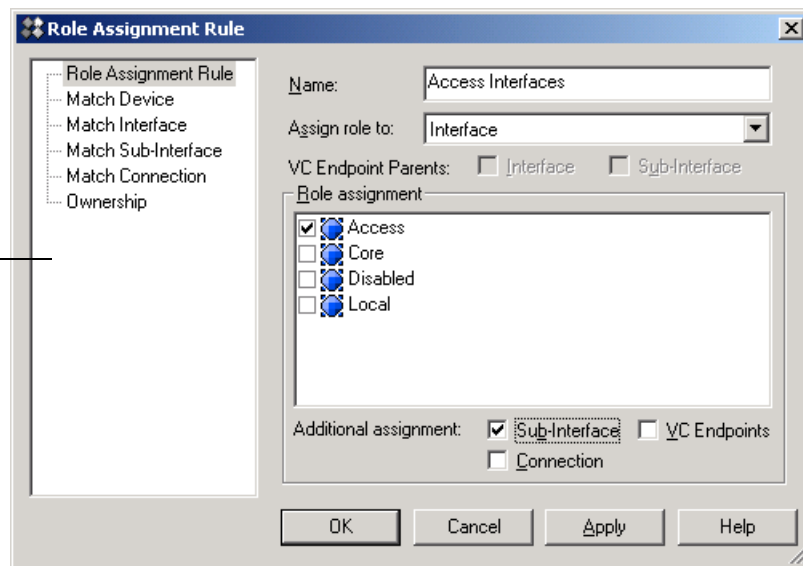 Role Assignment Rule
Role Assignment Rule
Match Device
Match Interface
Match Sub-Interface
Match Connection
Ownership
Name: Access Interfaces
Assign role to: Interface
VC Endpoint Parents: Interface Sub-Interface
Role assignment
Access
Core
Disabled
Local
Additional assignment: Sub-Interface VC Endpoints
Connection
OK Cancel Apply Help